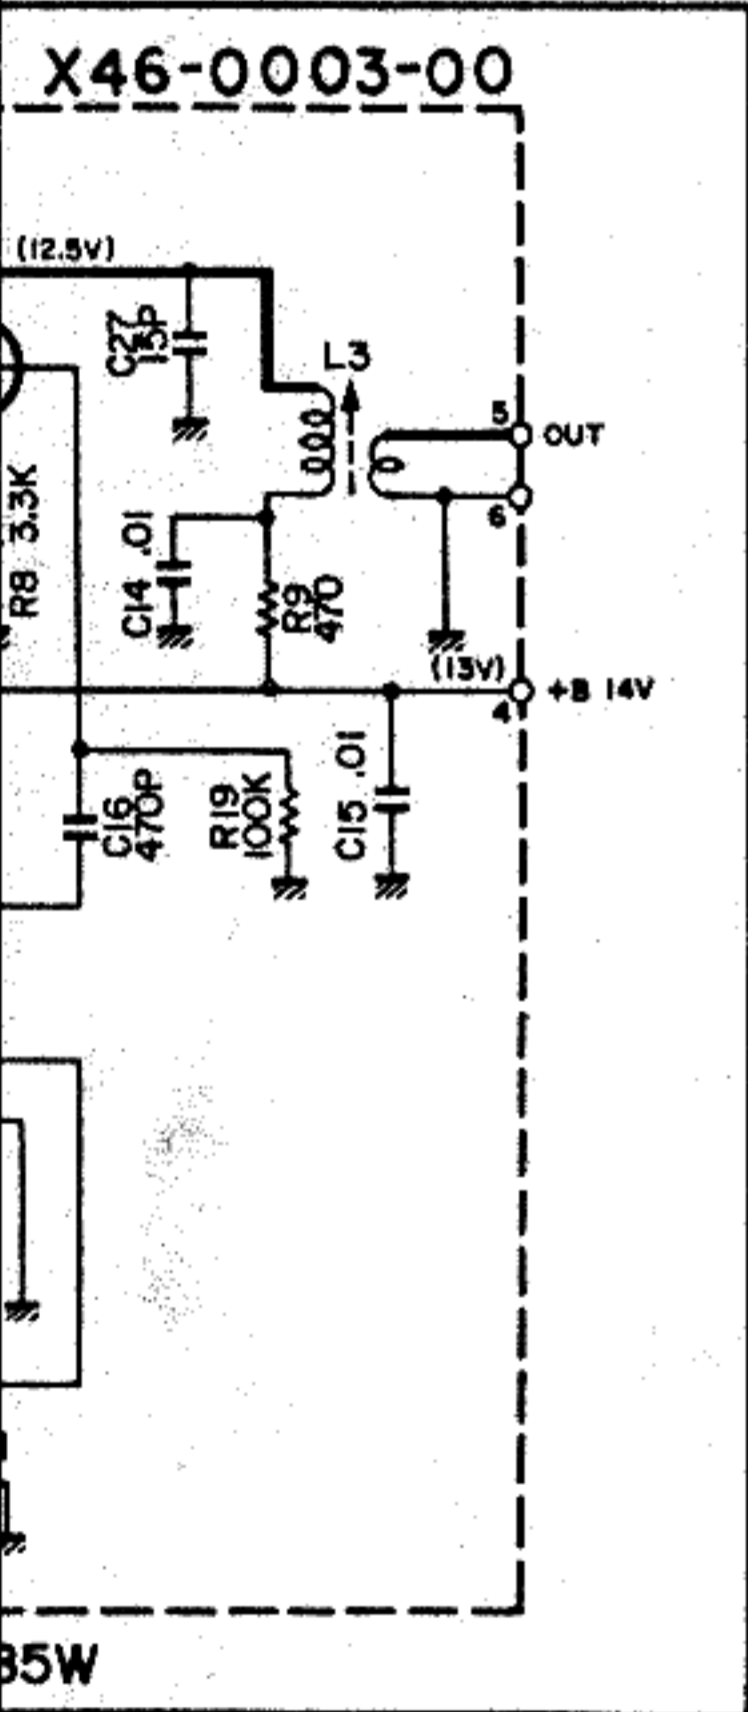 X46-0003-00
(12.5V)
C27
15P
L3
5
OUT
6
R8 3.3K
C14 .01
R9
470
(13V)
+B 14V
4
C16
470P
R19
100K
C15 .01
35W